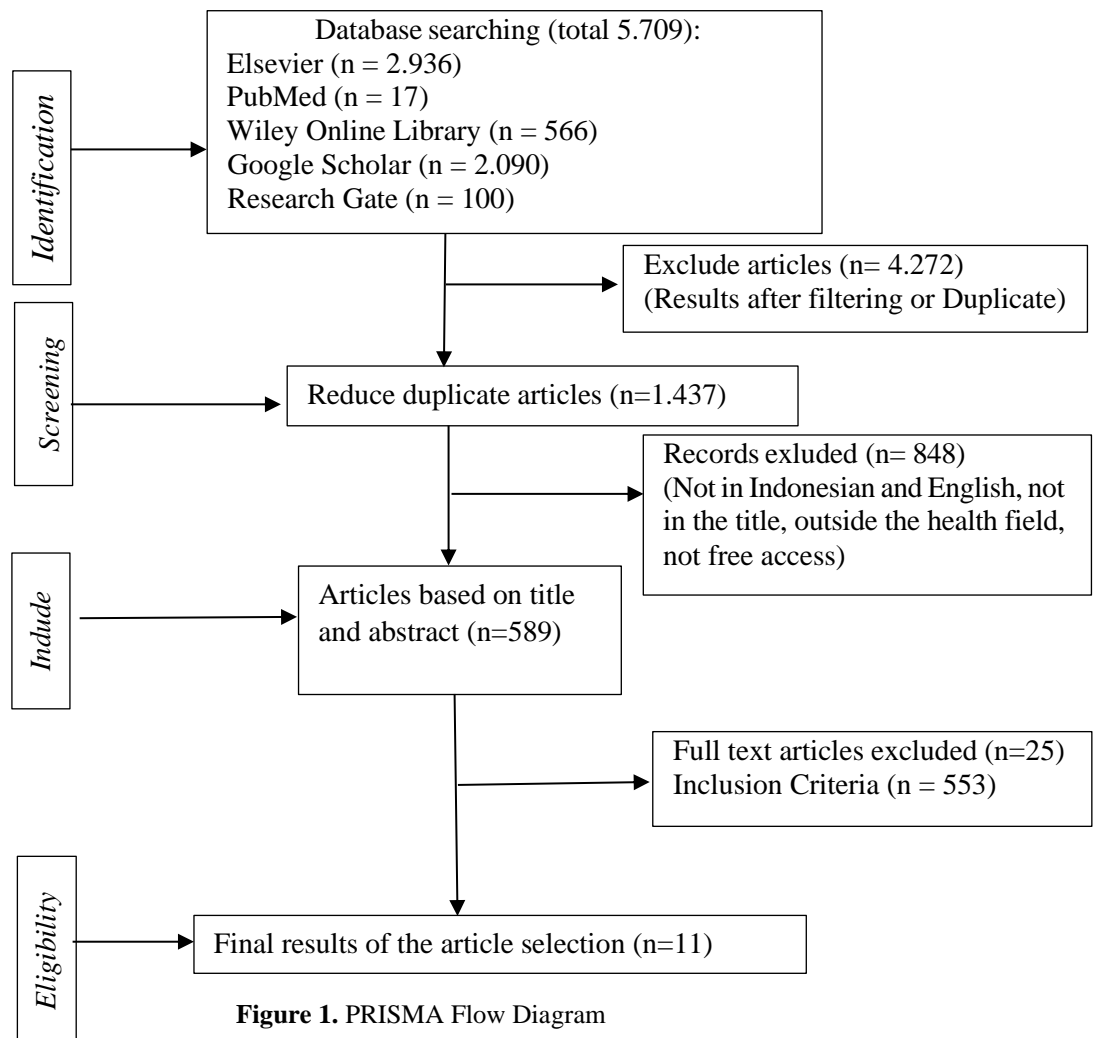 Database searching (total 5.709):
Elsevier (n = 2.936)
PubMed (n = 17)
Wiley Online Library (n = 566)
Google Scholar (n = 2.090)
Research Gate (n = 100)
Identification
Exclude articles (n= 4.272)
(Results after filtering or Duplicate)
Screening
Reduce duplicate articles (n=1.437)
Records exluded (n= 848)
(Not in Indonesian and English, not
in the title, outside the health field,
not free access)
Indude
Articles based on title
and abstract (n=589)
Full text articles excluded (n=25)
Inclusion Criteria (n = 553)
Eligibility
Final results of the article selection (n=11)
Figure 1. PRISMA Flow Diagram